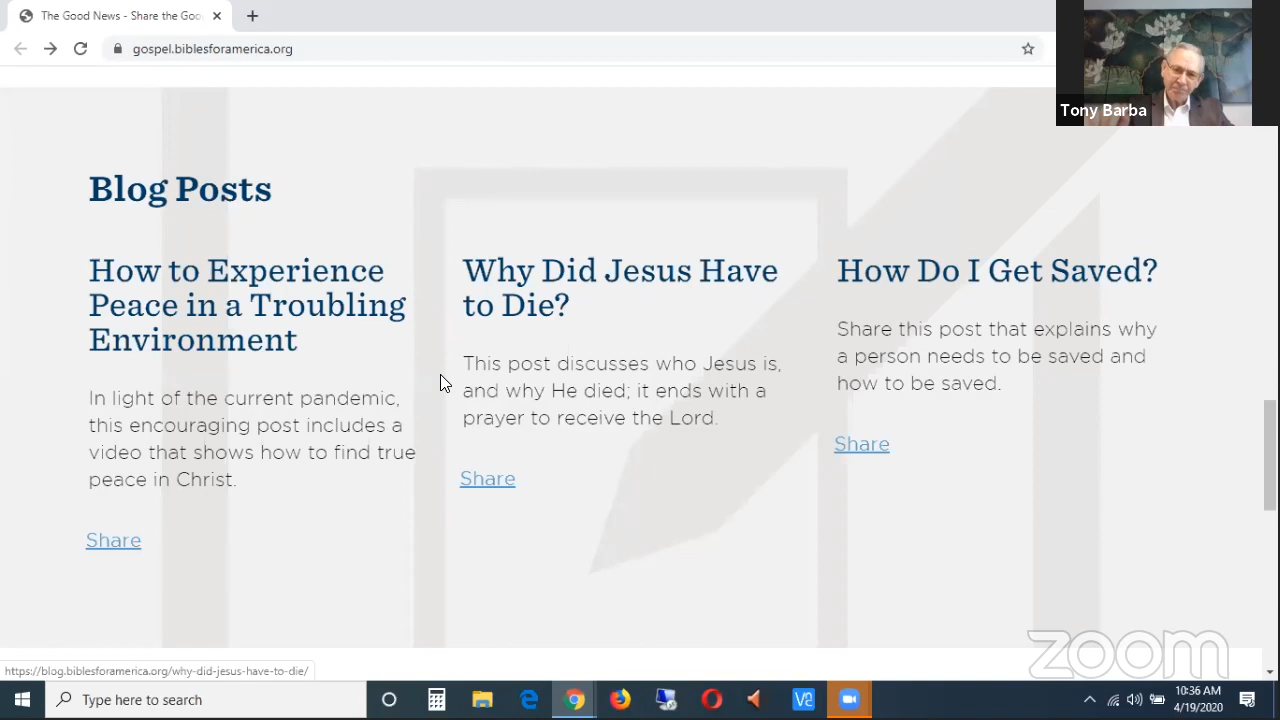 The Good News - Share the Goo
gospel.biblesforamerica.org
Tony Barba
Blog Posts
How to Experience
Peace in a Troubling
Environment
In light of the current pandemic,
this encouraging post includes a
video that shows how to find true
peace in Christ.
Share
Why Did Jesus Have
to Die?
This post discusses who Jesus is,
and why He died; it ends with a
prayer to receive the Lord.
Share
How Do I Get Saved?
Share this post that explains why
a person needs to be saved and
how to be saved.
Share
zoom
https://blog.biblesforamerica.org/why-did-jesus-have-to-die/
Type here to search
10:36 AM
4/19/2020